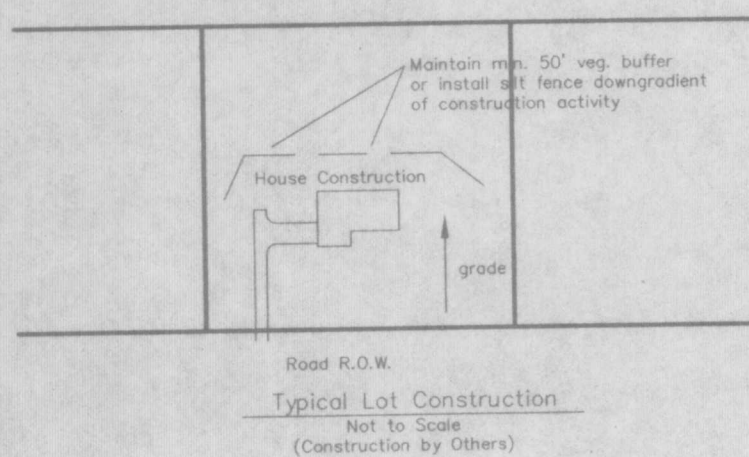 Maintain min. 50' veg. buffer
or install silt fence downgradient
of construction activity
House Construction
grade
Road R.O.W.
Typical Lot Construction
Not to Scale
(Construction by Others)